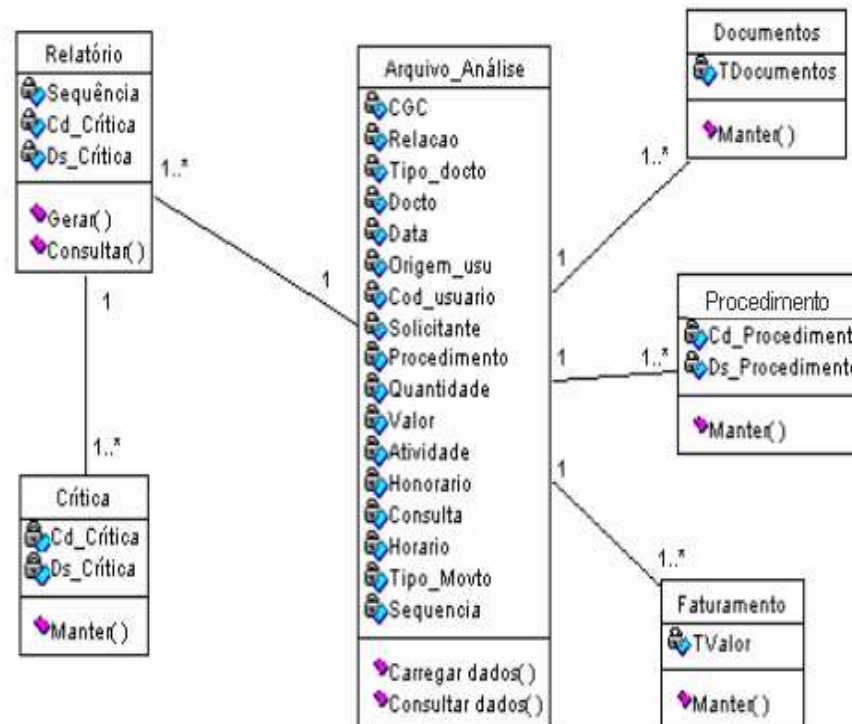 Relatório
Sequência
Cd_Crítica
Ds_Crítica
Gerar()
Consultar()
1..*
1
1
1..*
Crítica
Cd_Crítica
Ds_Crítica
Manter()
Arquivo_Análise
CGC
Relacao
Tipo_docto
Docto
Data
Origem_usu
Cod_usuario
Solicitante
Procedimento
Quantidade
Valor
Atividade
Honorario
Consulta
Horario
Tipo_Movto
Sequencia
Carregar dados()
Consultar dados()
Documentos
TDocumentos
Manter()
1..*
1
Procedimento
Cd_Procediment
Ds_Procedimento
Manter()
1
1..*
1
1..*
Faturamento
TValor
Manter()